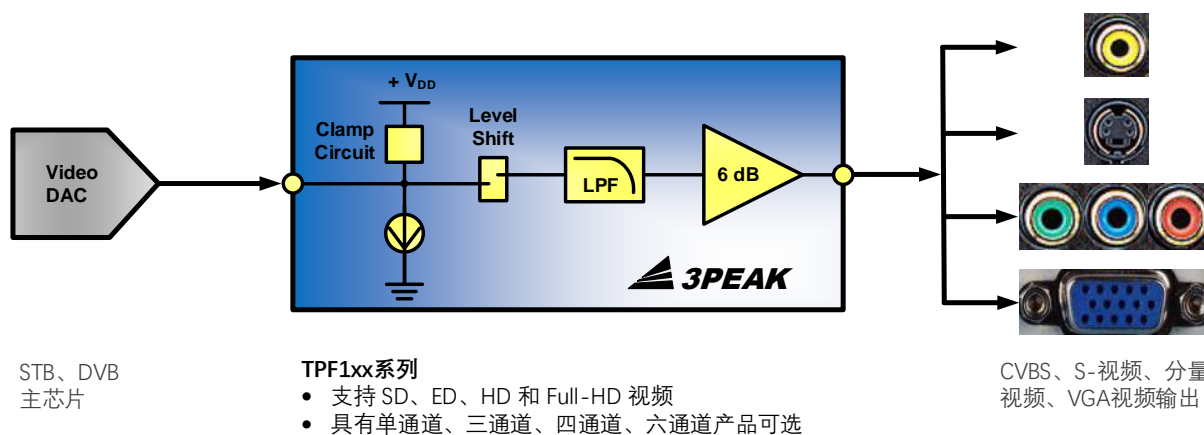 + VDD
Clamp
Circuit
Level
Shift
Video
DAC
LPF
6 dB
3PEAK
STB、DVB
主芯片
TPF1xx系列
• 支持 SD、ED、HD 和 Full-HD 视频
• 具有单通道、三通道、四通道、六通道产品可选
CVBS、S-视频、分量
视频、VGA视频输出